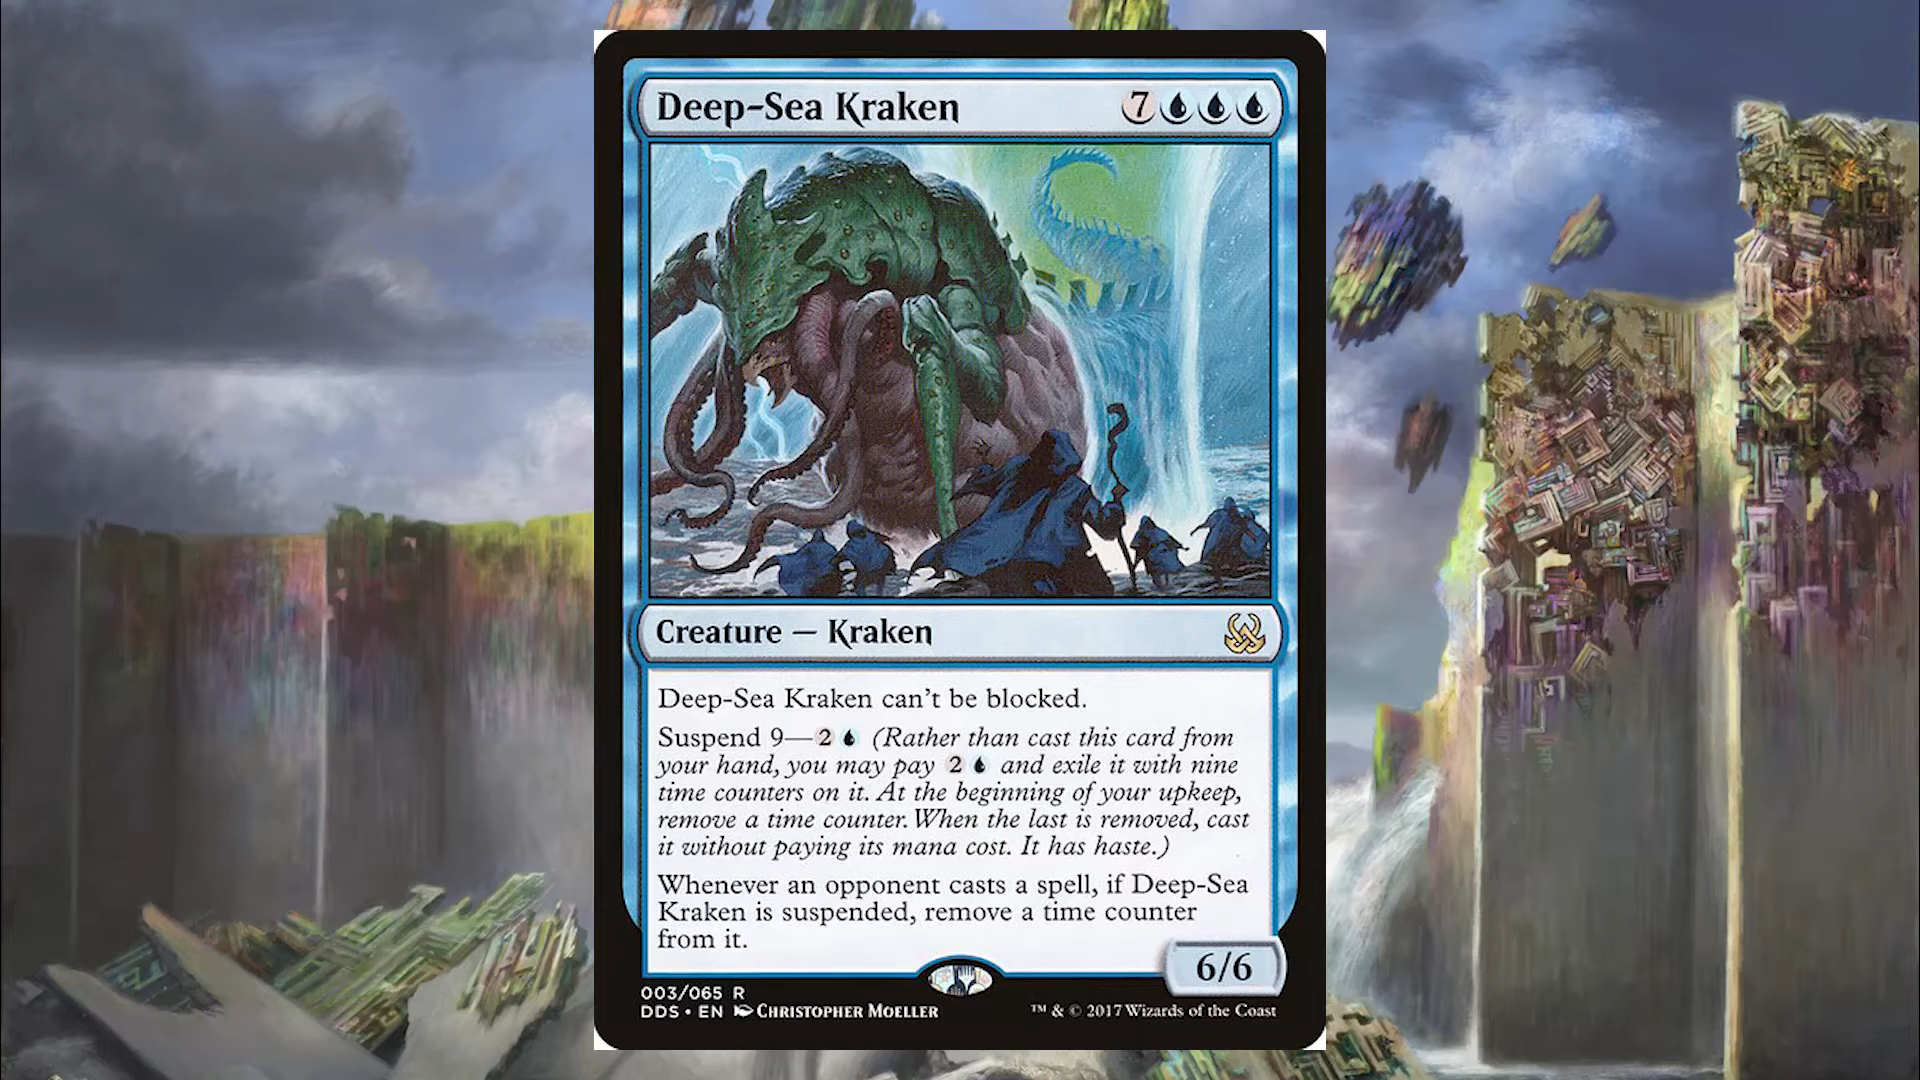 Deep-Sea Kraken 7
Creature — Kraken
Deep-Sea Kraken can't be blocked.
Suspend 9—2 (Rather than cast this card from
your hand, you may pay 2 and exile it with nine
time counters on it. At the beginning of your upkeep,
remove a time counter. When the last is removed, cast
it without paying its mana cost. It has haste.)
Whenever an opponent casts a spell, if Deep-Sea
Kraken is suspended, remove a time counter
from it.
6/6
003/065 R
DDS • EN Christopher Moeller
™ & © 2017 Wizards of the Coast